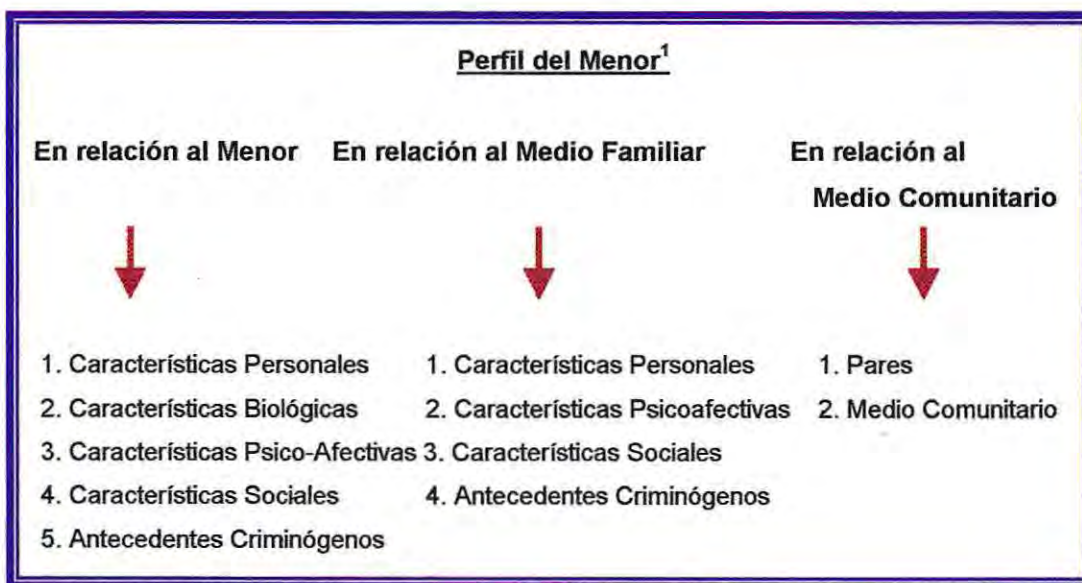 Perfil del Menor¹
En relación al Menor
En relación al Medio Familiar
En relación al
Medio Comunitario
1. Características Personales
2. Características Biológicas
3. Características Psico-Afectivas
4. Características Sociales
5. Antecedentes Criminógenos
1. Características Personales
2. Características Psicoafectivas
3. Características Sociales
4. Antecedentes Criminógenos
1. Pares
2. Medio Comunitario